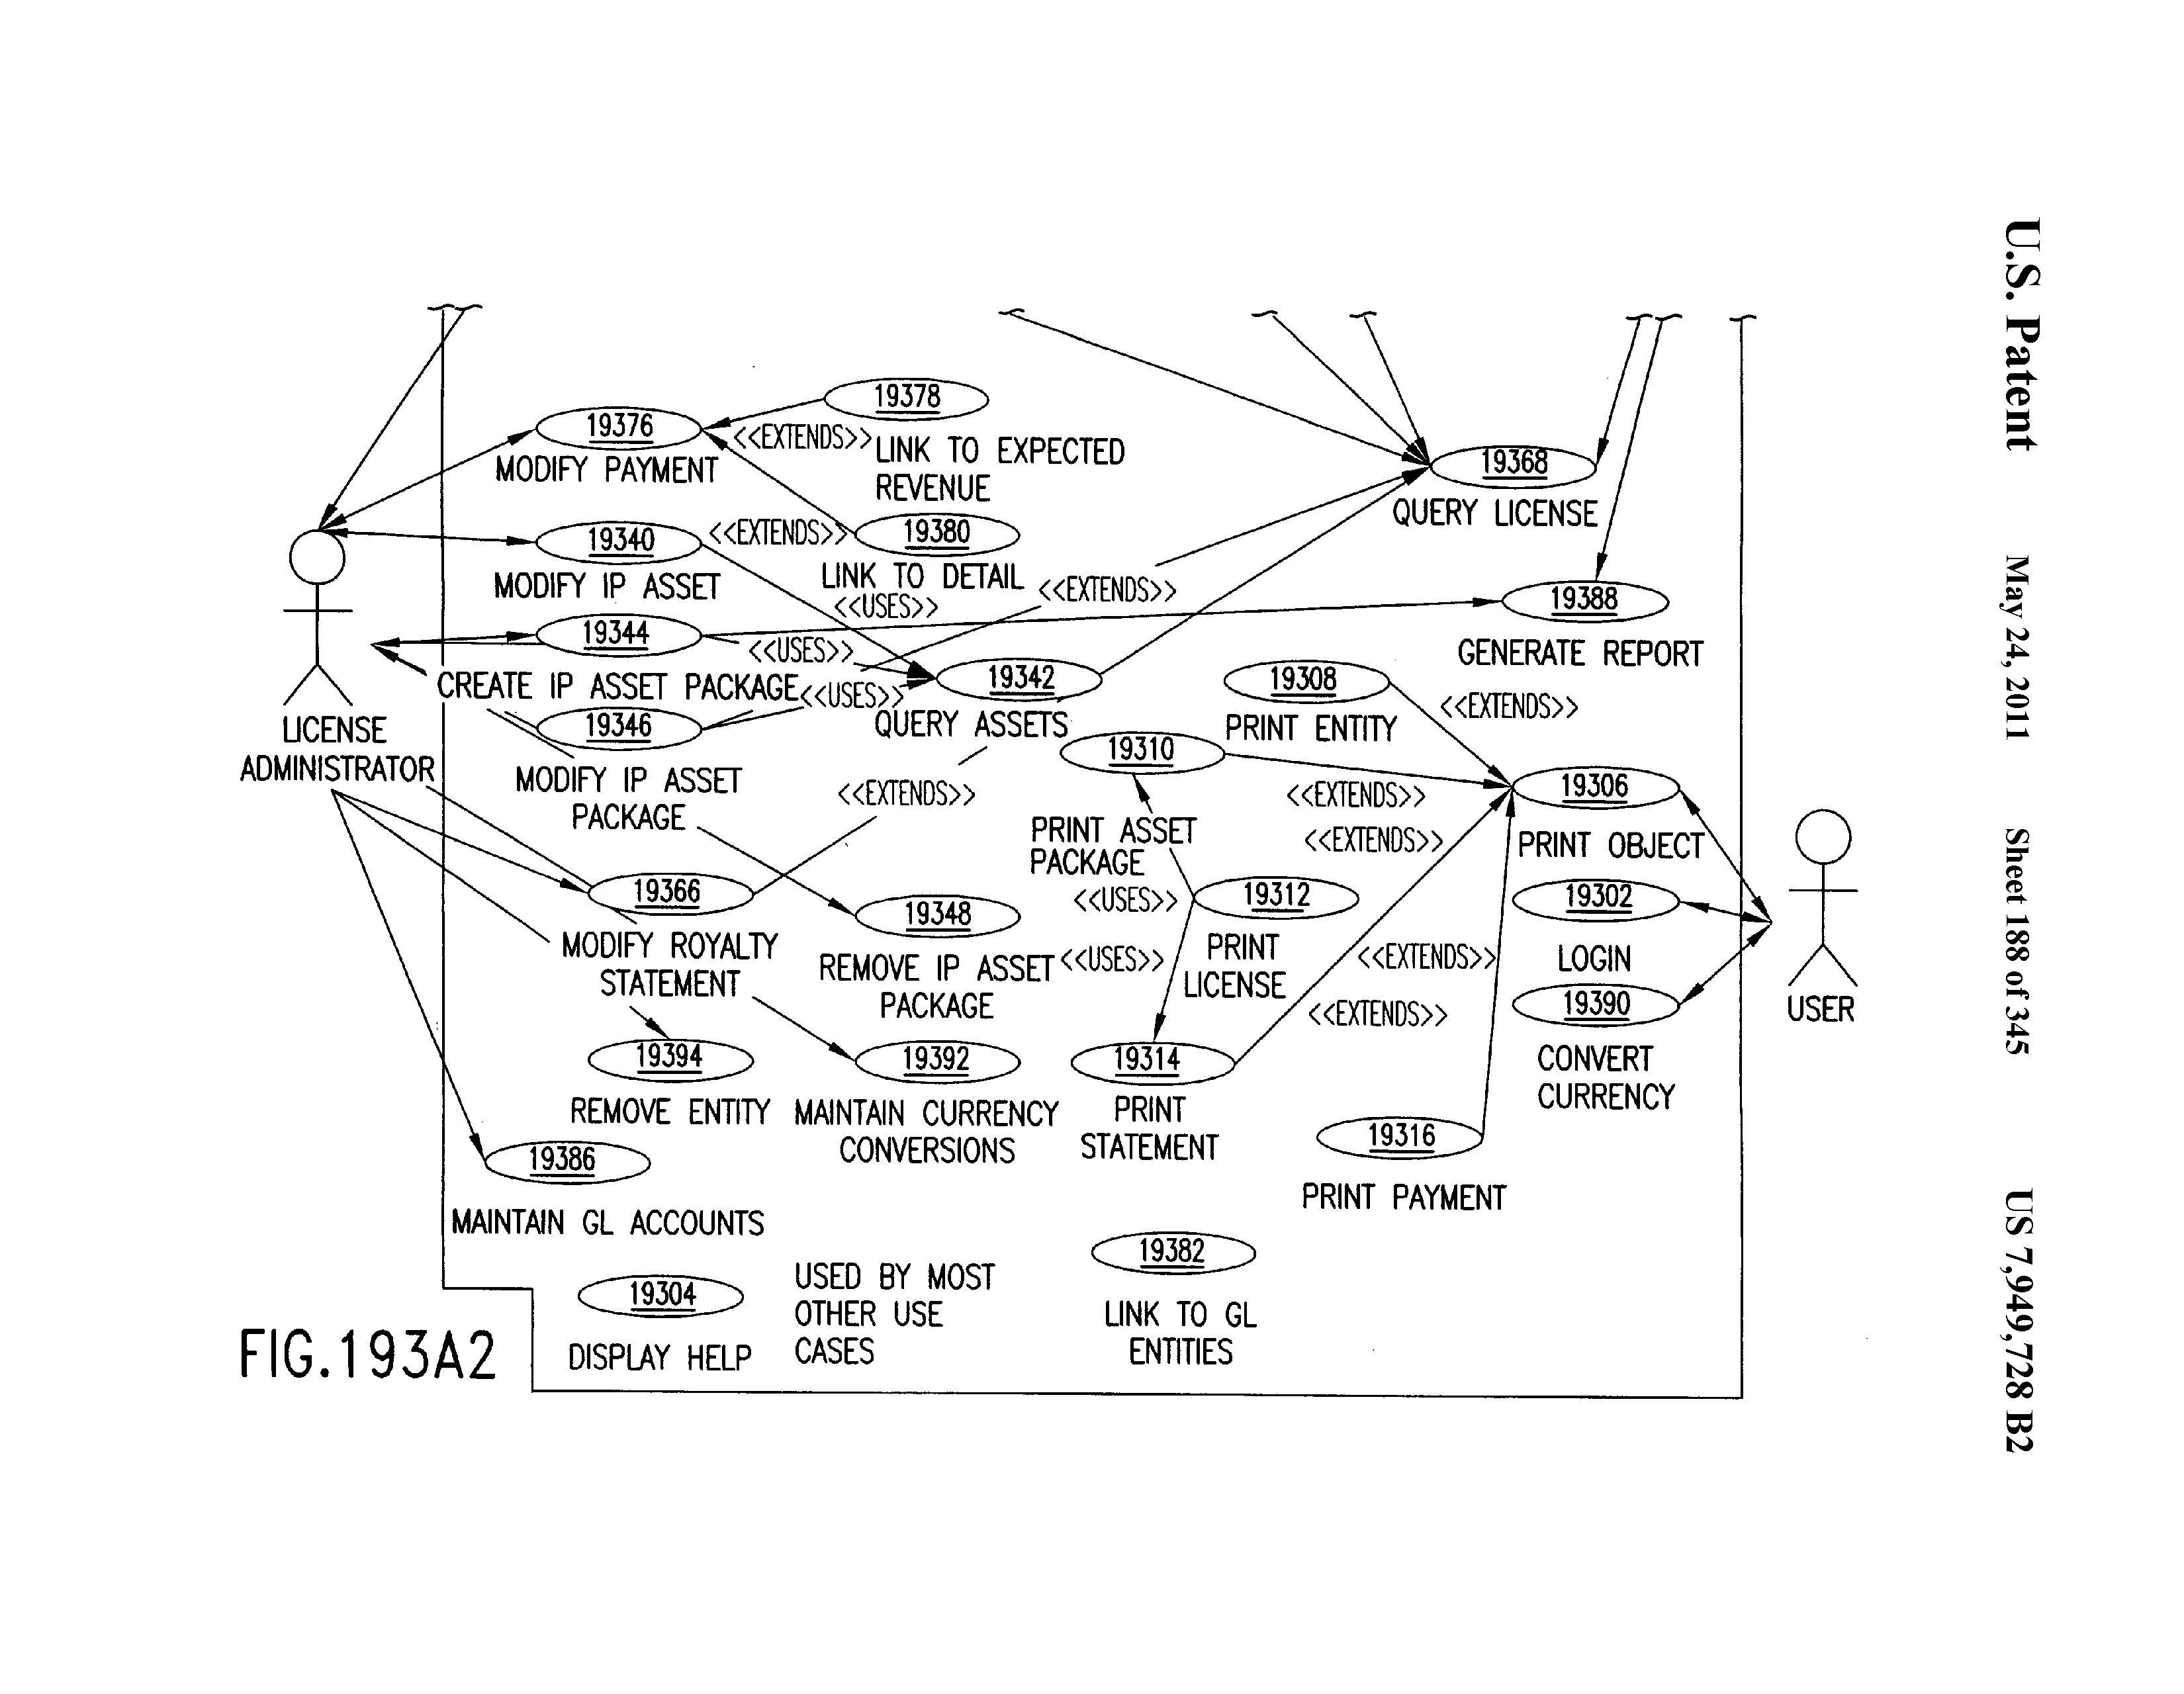 U.S. Patent May 24, 2011 Sheet 188 of 345 US 7,949,728 B2
19378
19376
<<EXTENDS>>
LINK TO EXPECTED
REVENUE
MODIFY PAYMENT
19368
QUERY LICENSE
19340
<<EXTENDS>>
19380
MODIFY IP ASSET
LINK TO DETAIL
<<EXTENDS>>
<<USES>>
19388
GENERATE REPORT
19344
<<USES>>
CREATE IP ASSET PACKAGE
<<USES>>
19342
QUERY ASSETS
19308
PRINT ENTITY
<<EXTENDS>>
LICENSE
ADMINISTRATOR
19346
MODIFY IP ASSET
PACKAGE
<<EXTENDS>>
19310
PRINT ASSET
PACKAGE
<<EXTENDS>>
<<EXTENDS>>
19306
PRINT OBJECT
19366
MODIFY ROYALTY
STATEMENT
19348
REMOVE IP ASSET
PACKAGE
<<USES>>
<<USES>>
19312
PRINT
LICENSE
<<EXTENDS>>
<<EXTENDS>>
19302
LOGIN
USER
19390
CONVERT
CURRENCY
19394
REMOVE ENTITY
19392
MAINTAIN CURRENCY
CONVERSIONS
19314
PRINT
STATEMENT
19316
PRINT PAYMENT
19386
MAINTAIN GL ACCOUNTS
19304
DISPLAY HELP
USED BY MOST
OTHER USE
CASES
19382
LINK TO GL
ENTITIES
FIG.193A2